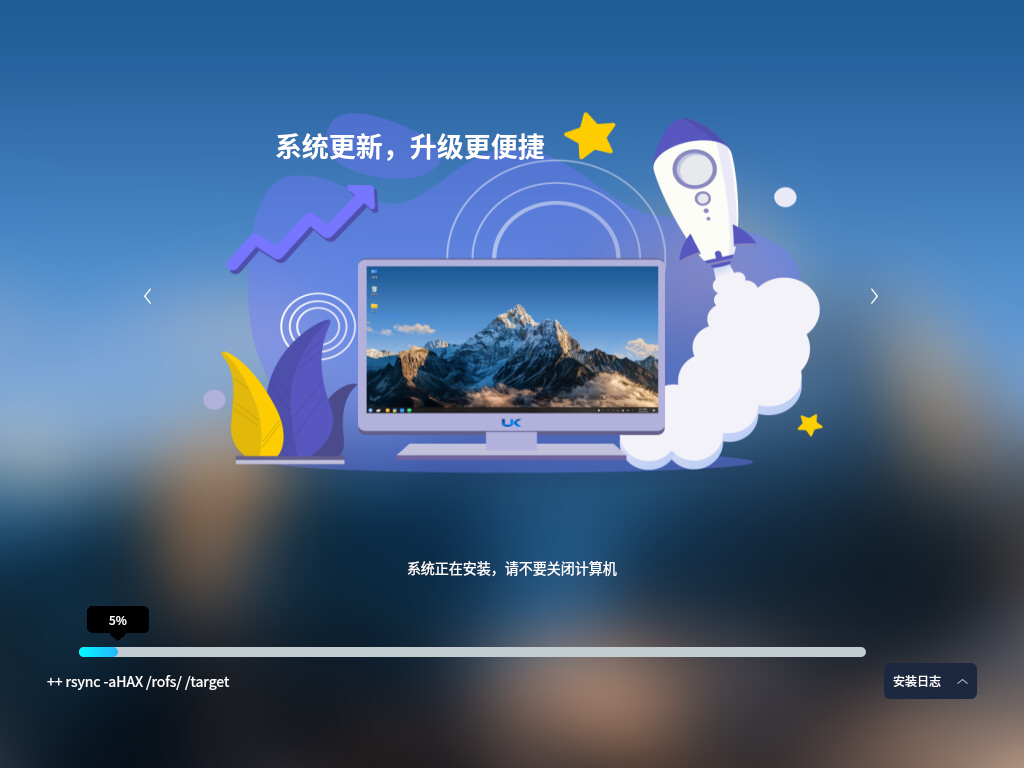 系统更新，升级更便捷
UK
系统正在安装，请不要关闭计算机
5%
++ rsync -aHAX /rofs/ /target
安装日志